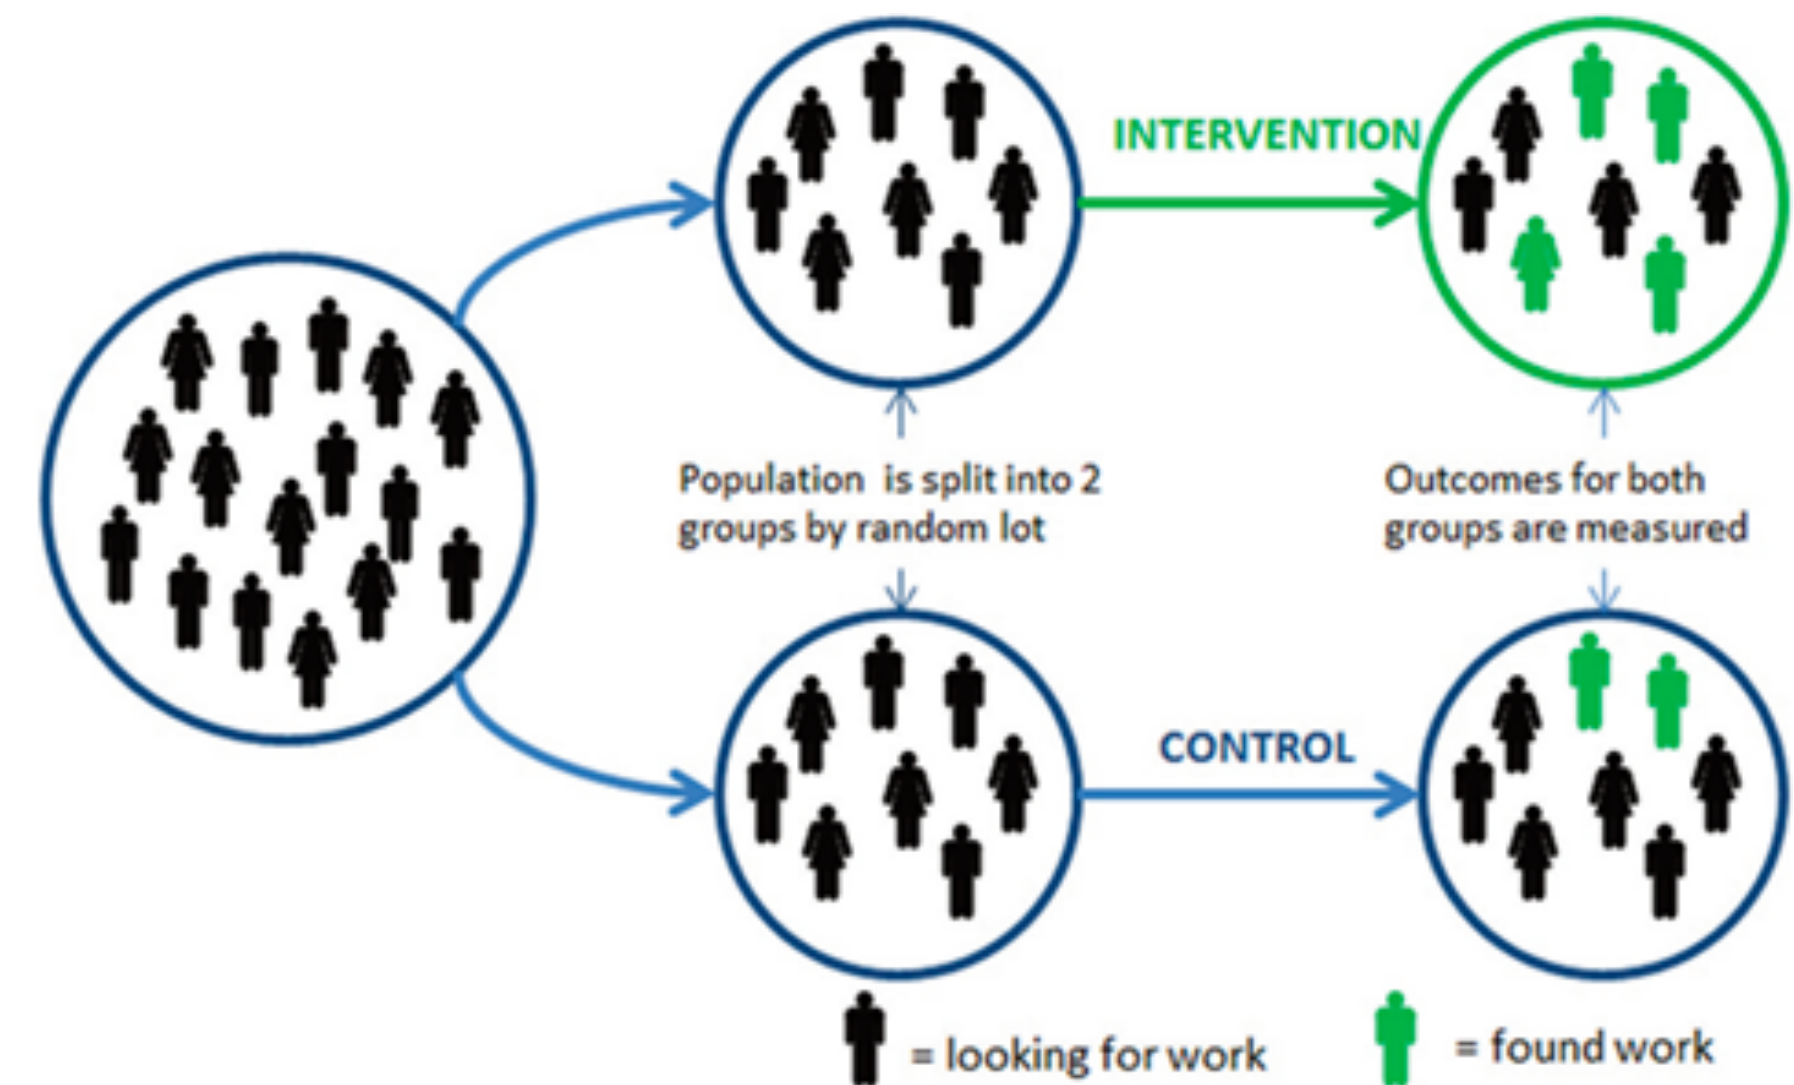 INTERVENTION
Population is split into 2
groups by random lot
Outcomes for both
groups are measured
CONTROL
= looking for work
= found work